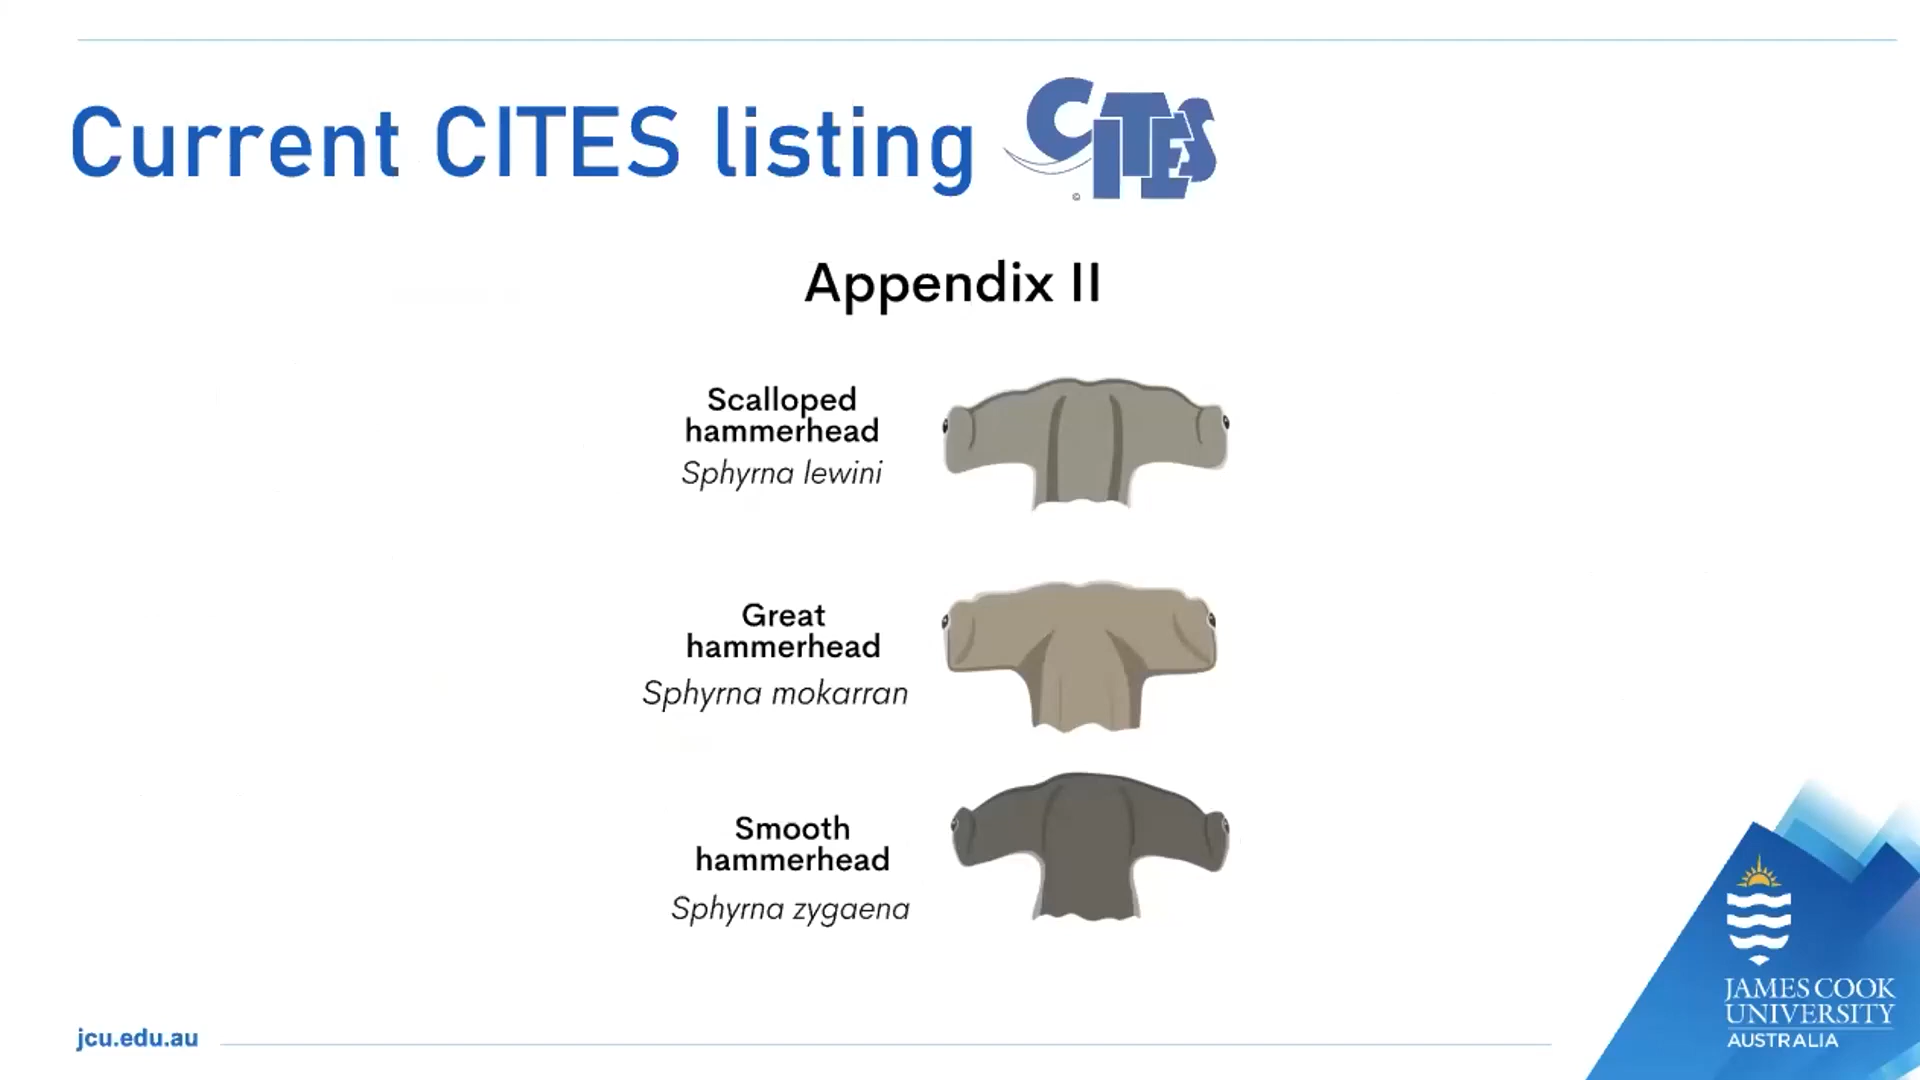 Current CITES listing
CITES
©
Appendix II
Scalloped
hammerhead
Sphyrna lewini
Great
hammerhead
Sphyrna mokarran
Smooth
hammerhead
Sphyrna zygaena
jcu.edu.au
JAMES COOK
UNIVERSITY
AUSTRALIA